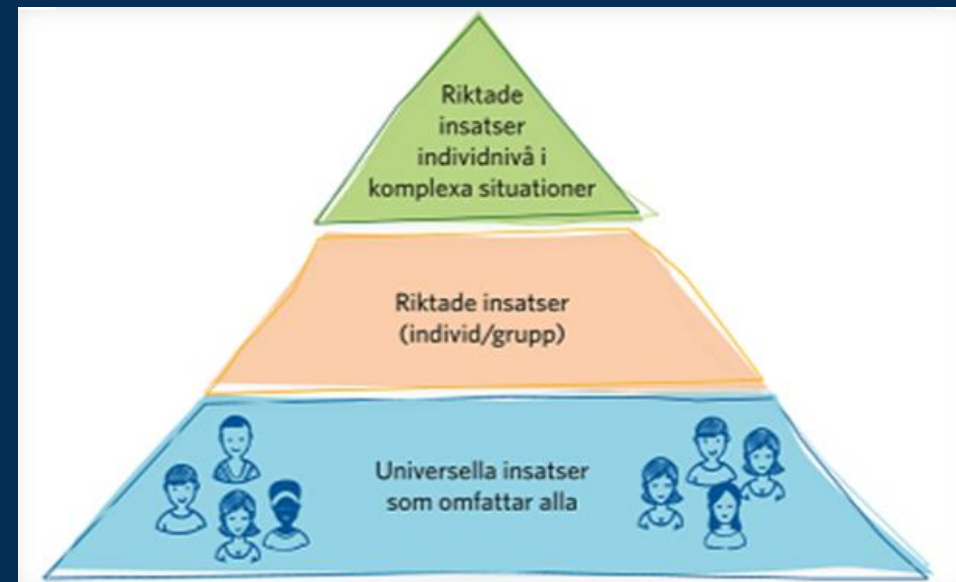 Riktade
insatser
individnivå i
komplexa situationer
Riktade insatser
(individ/grupp)
Universella insatser
som omfattar alla